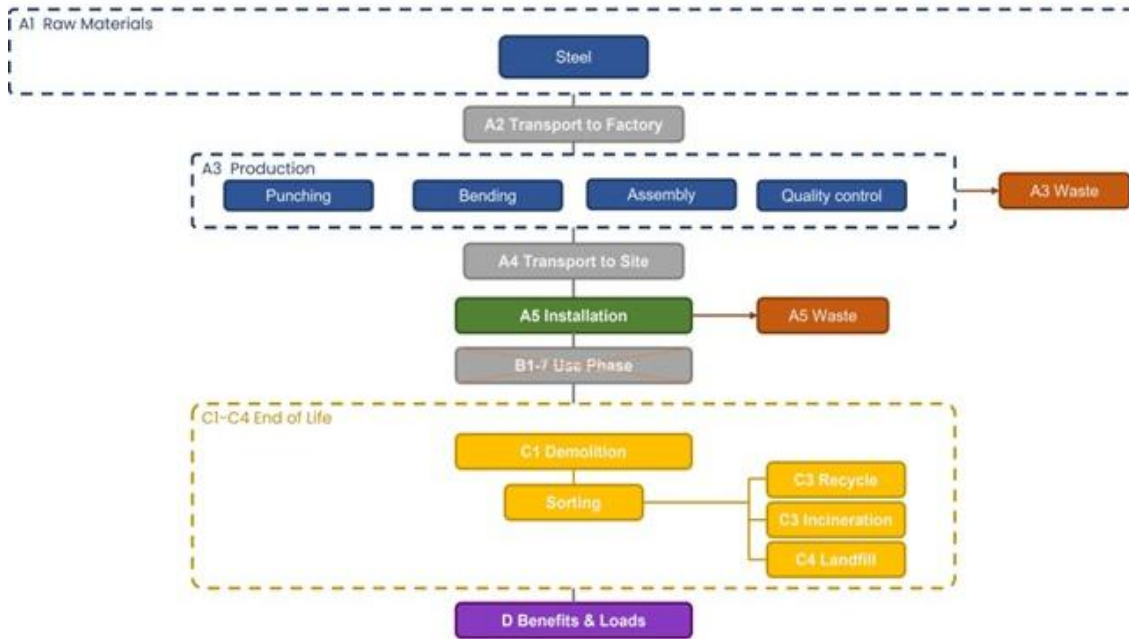 A1 Raw Materials
Steel
A2 Transport to Factory
A3 Production
Punching
Bending
Assembly
Quality control
A3 Waste
A4 Transport to Site
A5 Installation
A5 Waste
B1-7 Use Phase
C1-C4 End of Life
C1 Demolition
Sorting
C3 Recycle
C3 Incineration
C4 Landfill
D Benefits & Loads